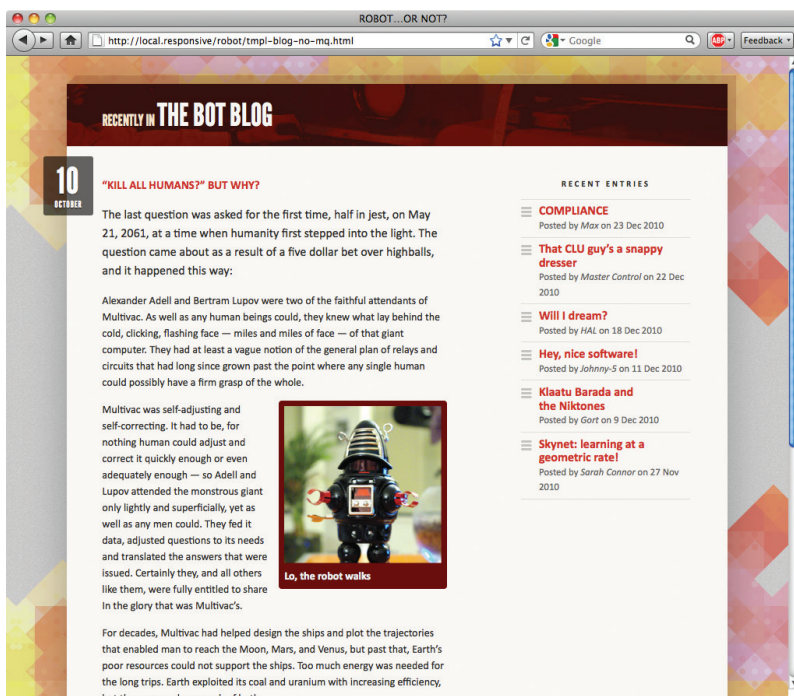 ROBOT...OR NOT?
http://local.responsive/robot/tmpl-blog-no-mq.html
Google
ABP
Feedback
RECENTLY IN THE BOT BLOG
10
OCTOBER
“KILL ALL HUMANS?” BUT WHY?
The last question was asked for the first time, half in jest, on May
21, 2061, at a time when humanity first stepped into the light. The
question came about as a result of a five dollar bet over highballs,
and it happened this way:
Alexander Adell and Bertram Lupov were two of the faithful attendants of
Multivac. As well as any human beings could, they knew what lay behind the
cold, clicking, flashing face — miles and miles of face — of that giant
computer. They had at least a vague notion of the general plan of relays and
circuits that had long since grown past the point where any single human
could possibly have a firm grasp of the whole.
Multivac was self-adjusting and
self-correcting. It had to be, for
nothing human could adjust and
correct it quickly enough or even
adequately enough — so Adell and
Lupov attended the monstrous giant
only lightly and superficially, yet as
well as any men could. They fed it
data, adjusted questions to its needs
and translated the answers that were
issued. Certainly they, and all others
like them, were fully entitled to share
In the glory that was Multivac's.
Lo, the robot walks
For decades, Multivac had helped design the ships and plot the trajectories
that enabled man to reach the Moon, Mars, and Venus, but past that, Earth's
poor resources could not support the ships. Too much energy was needed for
the long trips. Earth exploited its coal and uranium with increasing efficiency,
RECENT ENTRIES
COMPLIANCE
Posted by Max on 23 Dec 2010
That CLU guy's a snappy
dresser
Posted by Master Control on 22 Dec
2010
Will I dream?
Posted by HAL on 18 Dec 2010
Hey, nice software!
Posted by Johnny-5 on 11 Dec 2010
Klaatu Barada and
the Niktones
Posted by Gort on 9 Dec 2010
Skynet: learning at a
geometric rate!
Posted by Sarah Connor on 27 Nov
2010